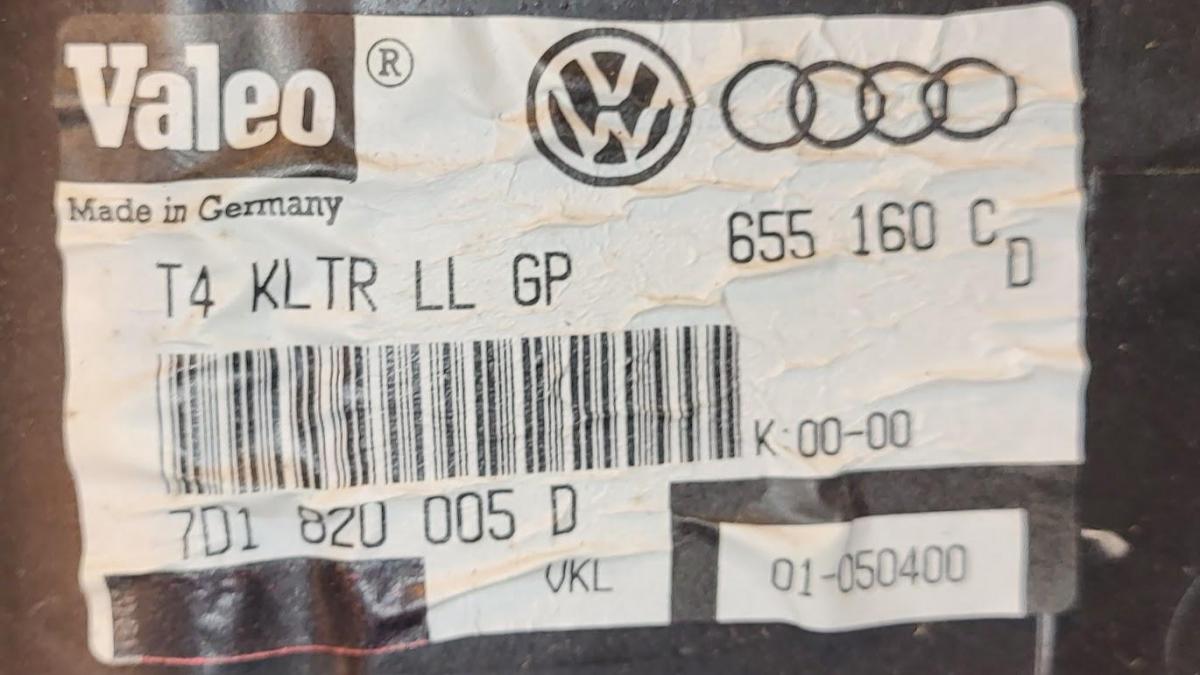 Valeo ®
Made in Germany
655 160 C
D
T4 KLTR LL GP
K:00-00
7D1 820 005 D
VKL
01-050400